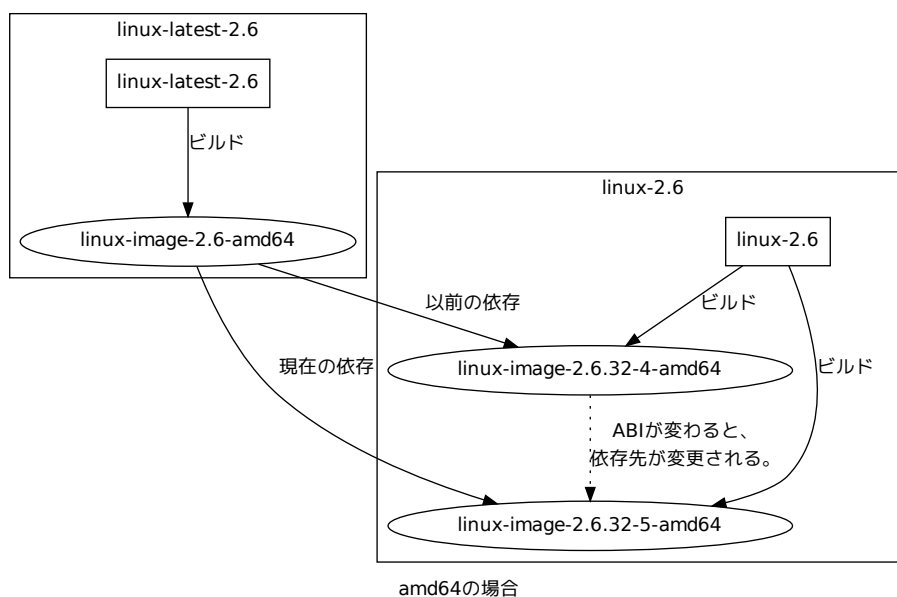 linux-latest-2.6
linux-latest-2.6
ビルド
linux-image-2.6-amd64
linux-2.6
linux-2.6
以前の依存
ビルド
現在の依存
linux-image-2.6.32-4-amd64
ビルド
ABIが変わると、
依存先が変更される。
linux-image-2.6.32-5-amd64
amd64の場合